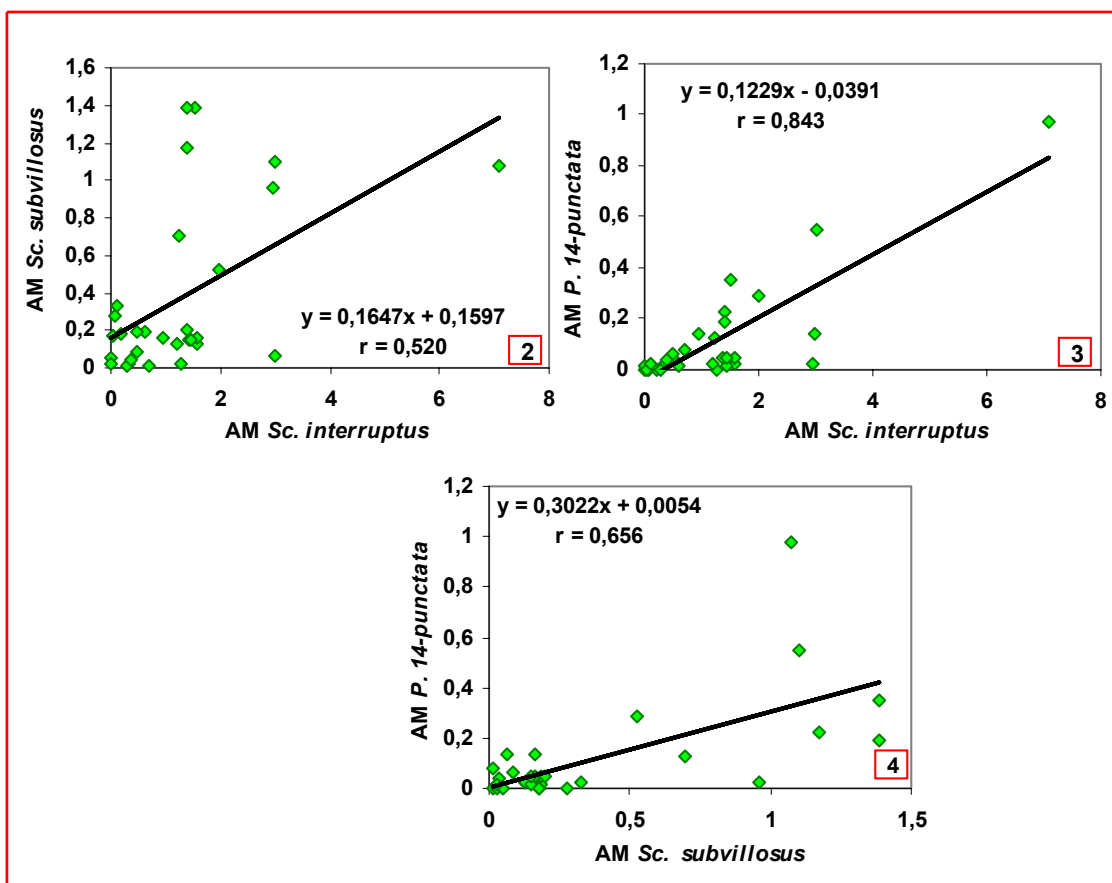 1,6
1,4
1,2
1
0,8
0,6
0,4
0,2
0
AM Sc. subvillosus
y = 0,1647x + 0,1597
r = 0,520
2
0 2 4 6 8
AM Sc. interruptus
1,2
1
0,8
0,6
0,4
0,2
0
AM P. 14-punctata
y = 0,1229x - 0,0391
r = 0,843
3
0 2 4 6 8
AM Sc. interruptus
1,2
1
0,8
0,6
0,4
0,2
0
AM P. 14-punctata
y = 0,3022x + 0,0054
r = 0,656
4
0 0,5 1 1,5
AM Sc. subvillosus